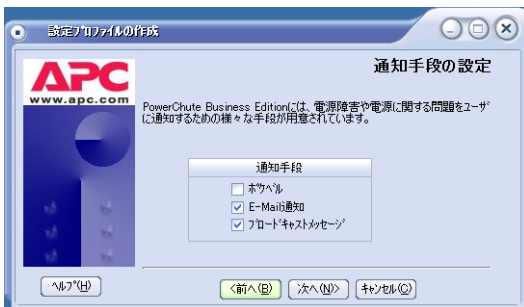 設定ﾌﾟﾛﾌｧｲﾙの作成
通知手段の設定
APC
www.apc.com
PowerChute Business Editionには、電源障害や電源に関する問題をﾕｰｻﾞ
に通知するための様々な手段が用意されています。
通知手段
ﾎﾟｹﾍﾞﾙ
E-Mail通知
ﾌﾞﾛｰﾄﾞｷｬｽﾄﾒｯｾｰｼﾞ
ﾍﾙﾌﾟ(H)
<前へ(B)
次へ(N)>
ｷｬﾝｾﾙ(C)